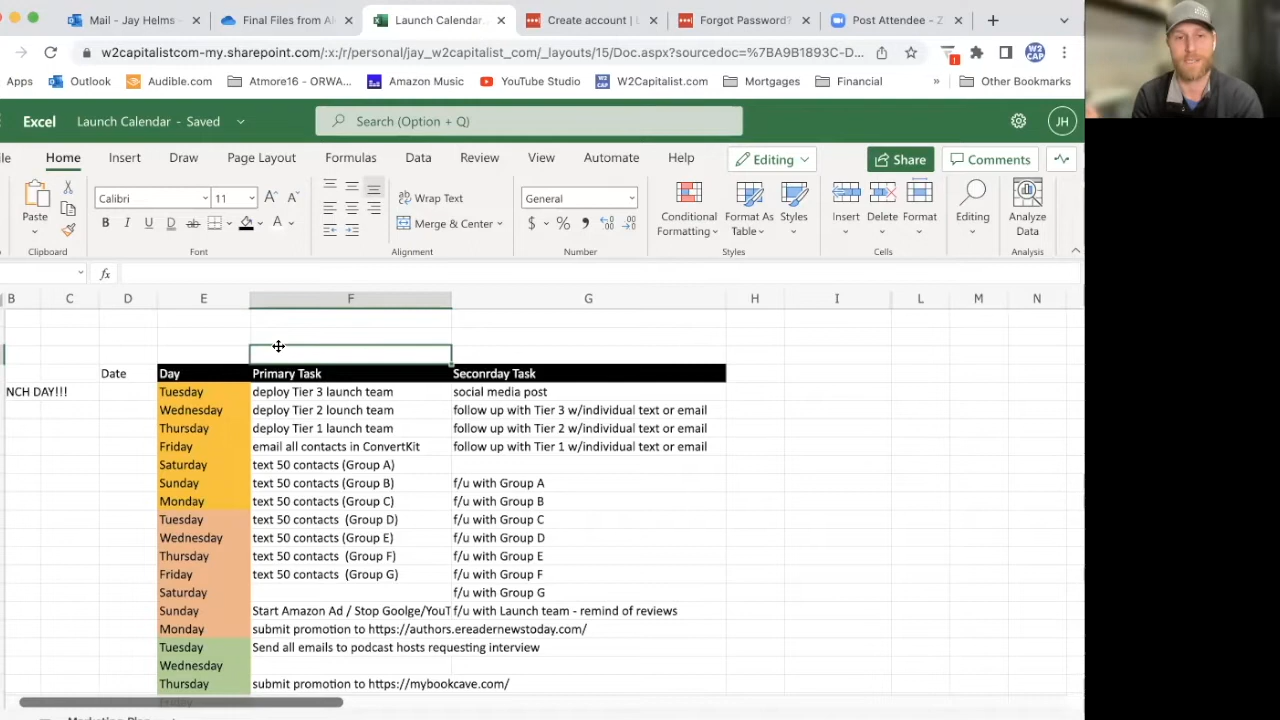 Mail - Jay Helms -
Final Files from Al
Launch Calendar.
Create account | L
Forgot Password?
Post Attendee - Z
w2capitalistcom-my.sharepoint.com/:x:/r/personal/jay_w2capitalist_com/_layouts/15/Doc.aspx?sourcedoc=%7BA9B1893C-D...
W2 CAP
Apps
Outlook
Audible.com
Atmore16 - ORWA...
Amazon Music
YouTube Studio
W2Capitalist.com
Mortgages
Financial
»
Other Bookmarks
Excel
Launch Calendar - Saved
Search (Option + Q)
JH
le
Home
Insert
Draw
Page Layout
Formulas
Data
Review
View
Automate
Help
Editing
Share
Comments
Paste
Calibri
11
Wrap Text
General
Merge & Center
Conditional Formatting
Format As Table
Styles
Insert
Delete
Format
Editing
Analyze Data
Clipboard
Font
Alignment
Number
Styles
Cells
Analysis
fx
B C D E F G H I L M N
Date Day Primary Task Seconrday Task
NCH DAY!!! Tuesday deploy Tier 3 launch team social media post
Wednesday deploy Tier 2 lounch team follow up with Tier 3 w/individual text or email
Thursday deploy Tier 1 launch team follow up with Tier 2 w/individual text or email
Friday email all contacts in ConvertKit follow up with Tier 1 w/individual text or email
Saturday text 50 contacts (Group A)
Sunday text 50 contacts (Group B) f/u with Group A
Monday text 50 contacts (Group C) f/u with Group B
Tuesday text 50 contacts (Group D) f/u with Group C
Wednesday text 50 contacts (Group E) f/u with Group D
Thursday text 50 contacts (Group F) f/u with Group E
Friday text 50 contacts (Group G) f/u with Group F
Saturday f/u with Group G
Sunday Start Amazon Ad / Stop Goolge/YouT f/u with Launch team - remind of reviews
Monday submit promotion to https://authors.ereadernewstoday.com/
Tuesday Send all emails to podcast hosts requesting interview
Wednesday
Thursday submit promotion to https://mybookcave.com/